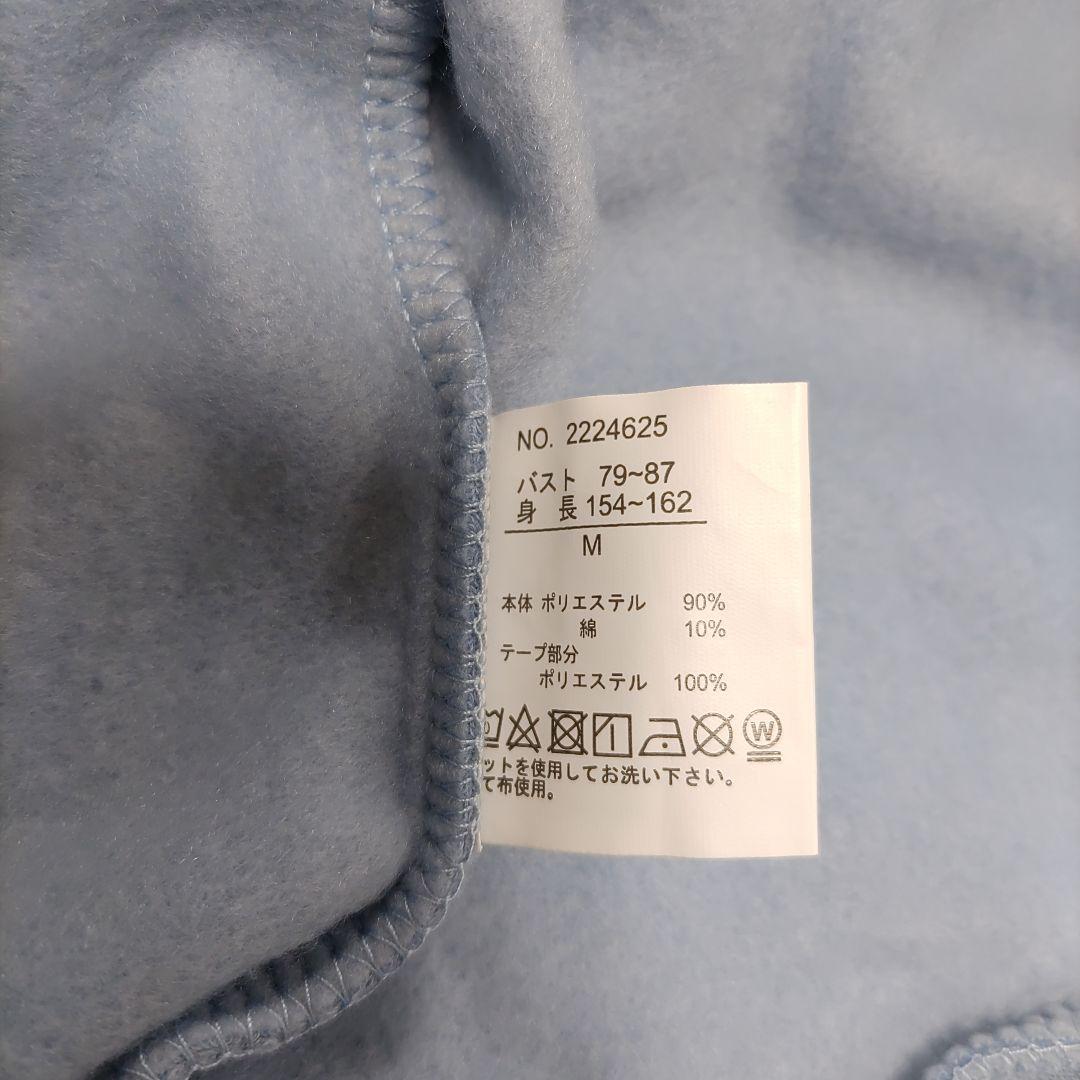 NO. 2224625
バスト 79~87
身 長 154~162
M
本体 ポリエステル 90%
綿 10%
テープ部分
ポリエステル 100%
W
ットを使用してお洗い下さい。
て布使用。